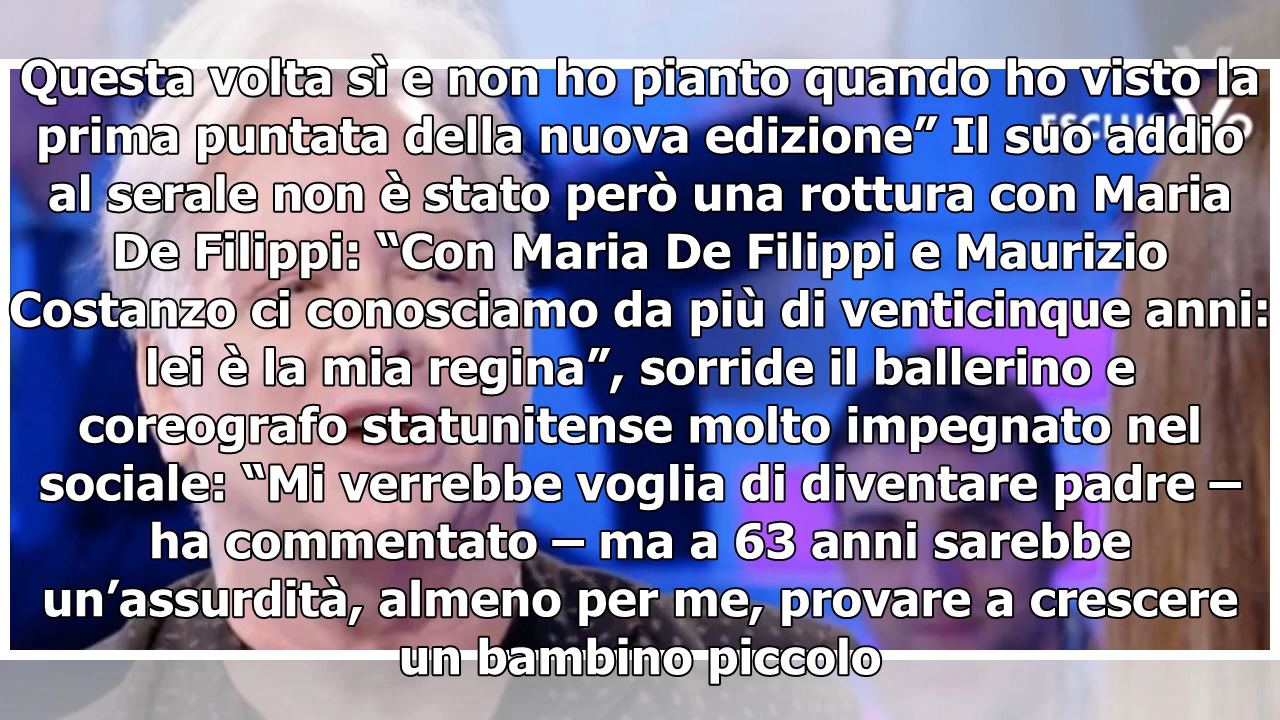 Questa volta sì e non ho pianto quando ho visto la
prima puntata della nuova edizione” Il suo addio
al serale non è stato però una rottura con Maria
De Filippi: “Con Maria De Filippi e Maurizio
Costanzo ci conosciamo da più di venticinque anni:
lei è la mia regina”, sorride il ballerino e
coreografo statunitense molto impegnato nel
sociale: “Mi verrebbe voglia di diventare padre –
ha commentato – ma a 63 anni sarebbe
un’assurdità, almeno per me, provare a crescere
un bambino piccolo